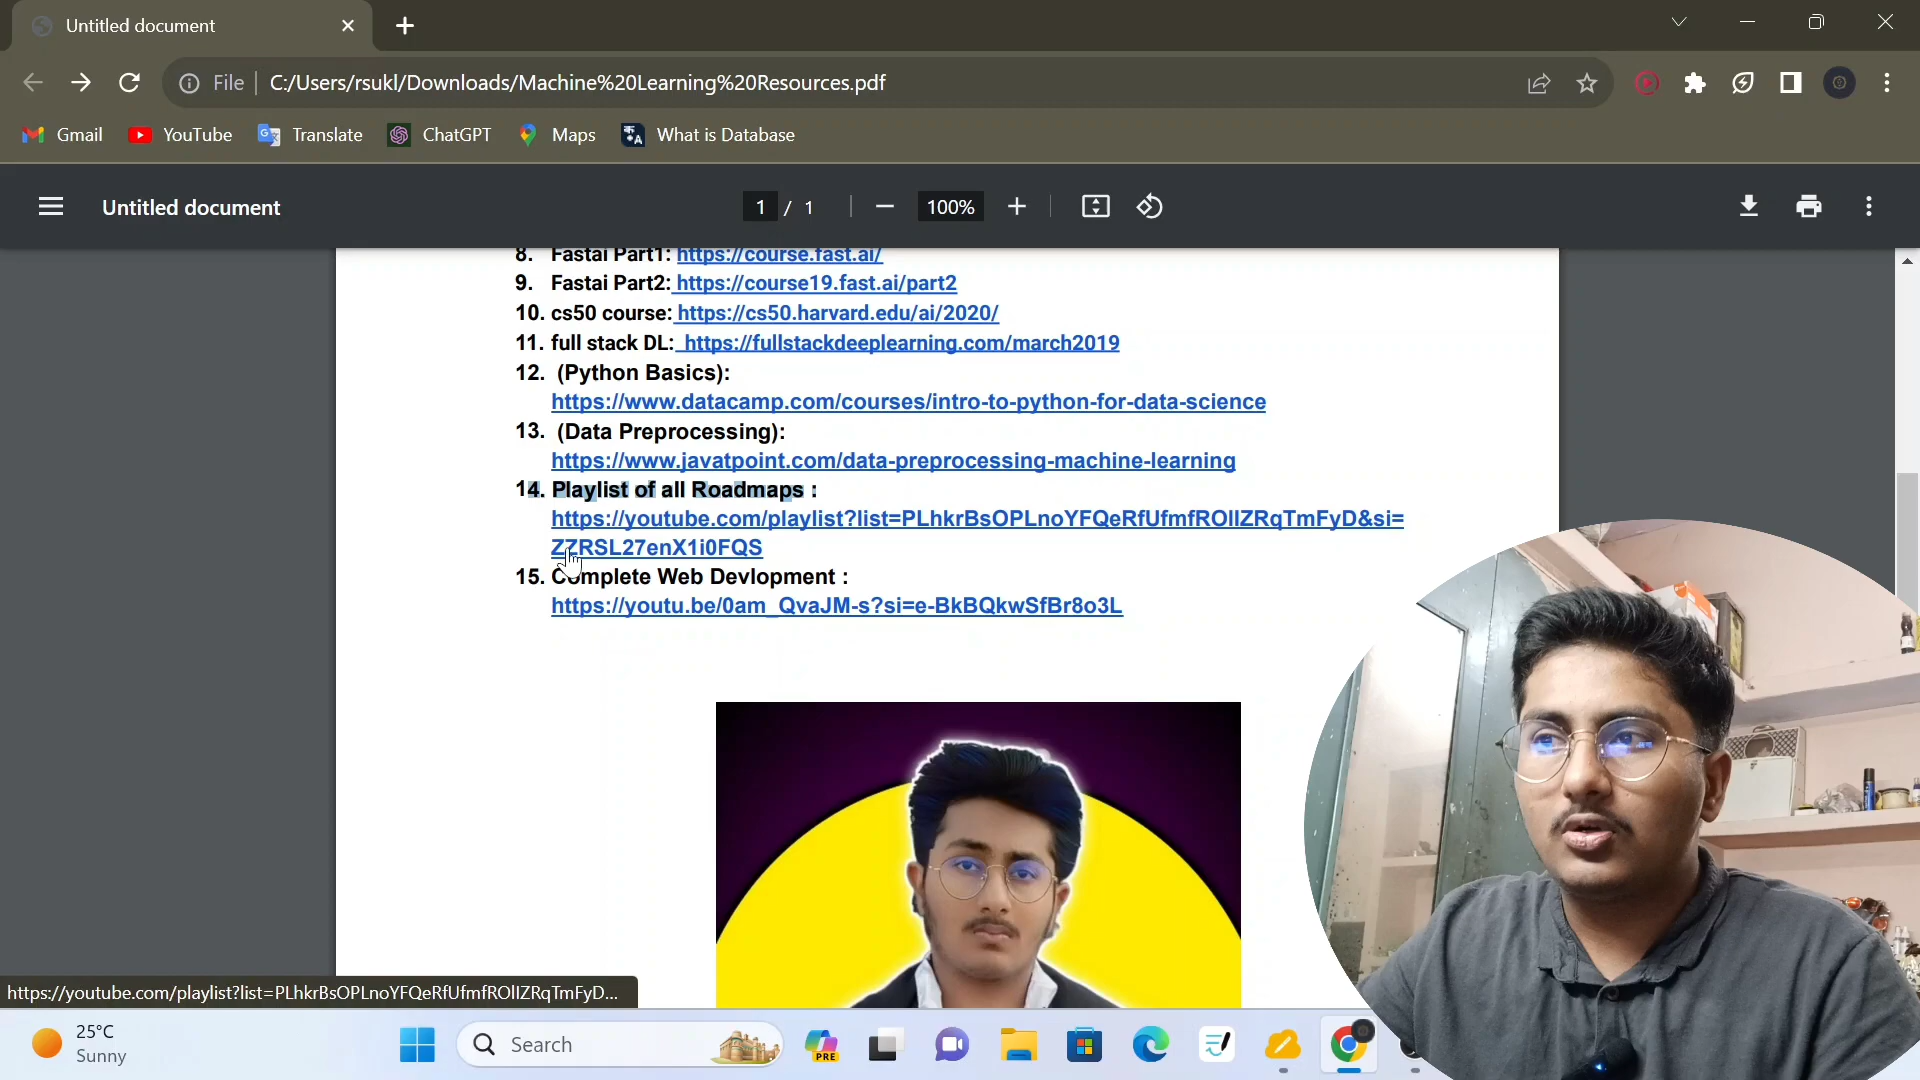 Untitled document
File
C:/Users/rsukl/Downloads/Machine%20Learning%20Resources.pdf
Gmail
YouTube
Translate
ChatGPT
Maps
What is Database
Untitled document
1 / 1
100%
8. Fastai Part1: https://course.fast.ai/
9. Fastai Part2: https://course19.fast.ai/part2
10. cs50 course: https://cs50.harvard.edu/ai/2020/
11. full stack DL: https://fullstackdeeplearning.com/march2019
12. (Python Basics):
https://www.datacamp.com/courses/intro-to-python-for-data-science
13. (Data Preprocessing):
https://www.javatpoint.com/data-preprocessing-machine-learning
14. Playlist of all Roadmaps :
https://youtube.com/playlist?list=PLhkrBsOPLnoYFQeRfUfmfROIIZRqTmFyD&si=
ZZRSL27enX1i0FQS
15. Complete Web Devlopment :
https://youtu.be/0am_QvaJM-s?si=e-BkBQkwSfBr8o3L
https://youtube.com/playlist?list=PLhkrBsOPLnoYFQeRfUfmfROIIZRqTmFyD...
25°C
Sunny
Search
PRE